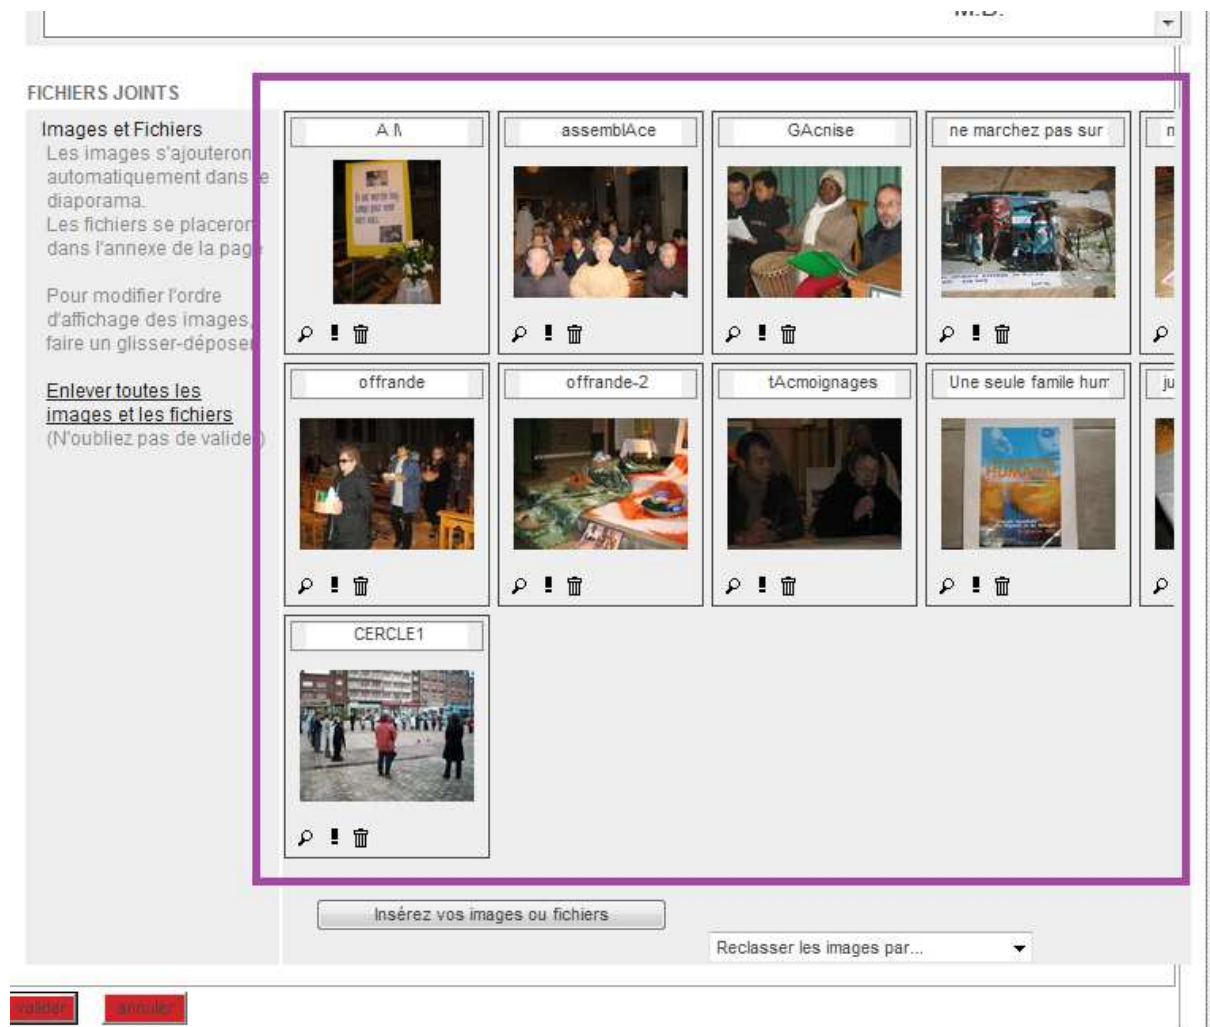 M.D.
FICHIERS JOINTS
Images et Fichiers
Les images s'ajouteron
automatiquement dans le
diaporama.
Les fichiers se placeron
dans l'annexe de la page
Pour modifier l'ordre
d'affichage des images,
faire un glisser-déposer
Enlever toutes les
images et les fichiers
(N'oubliez pas de valider)
assemblAce
GAcnise
ne marchez pas sur
offrande
offrande-2
tAcmoignages
Une seule famile hum
ju
HUMAINE
CERCLE1
Insérez vos images ou fichiers
Reclasser les images par...
valider
annuler